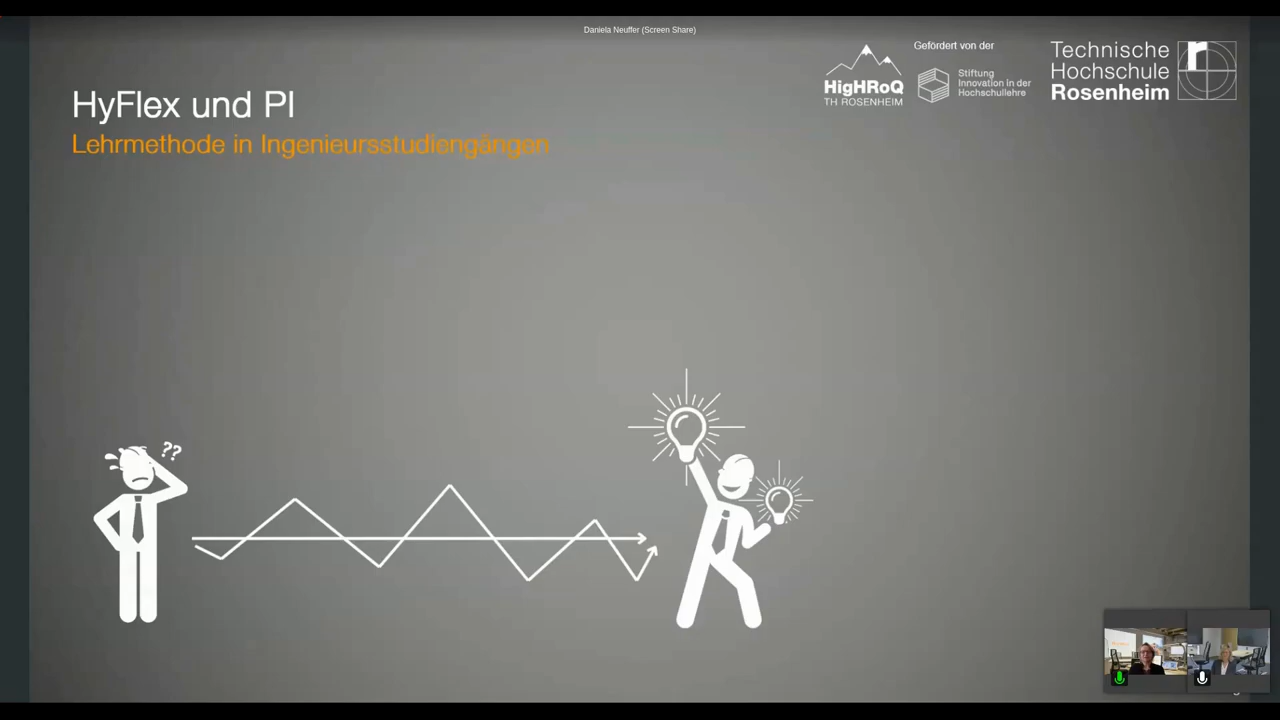 Daniela Neuffer (Screen Share)
HyFlex und PI
Lehrmethode in Ingenieursstudiengängen
HigHRoQ
TH ROSENHEIM
Gefördert von der
Stiftung
Innovation in der
Hochschullehre
Technische
Hochschule
Rosenheim
r
??